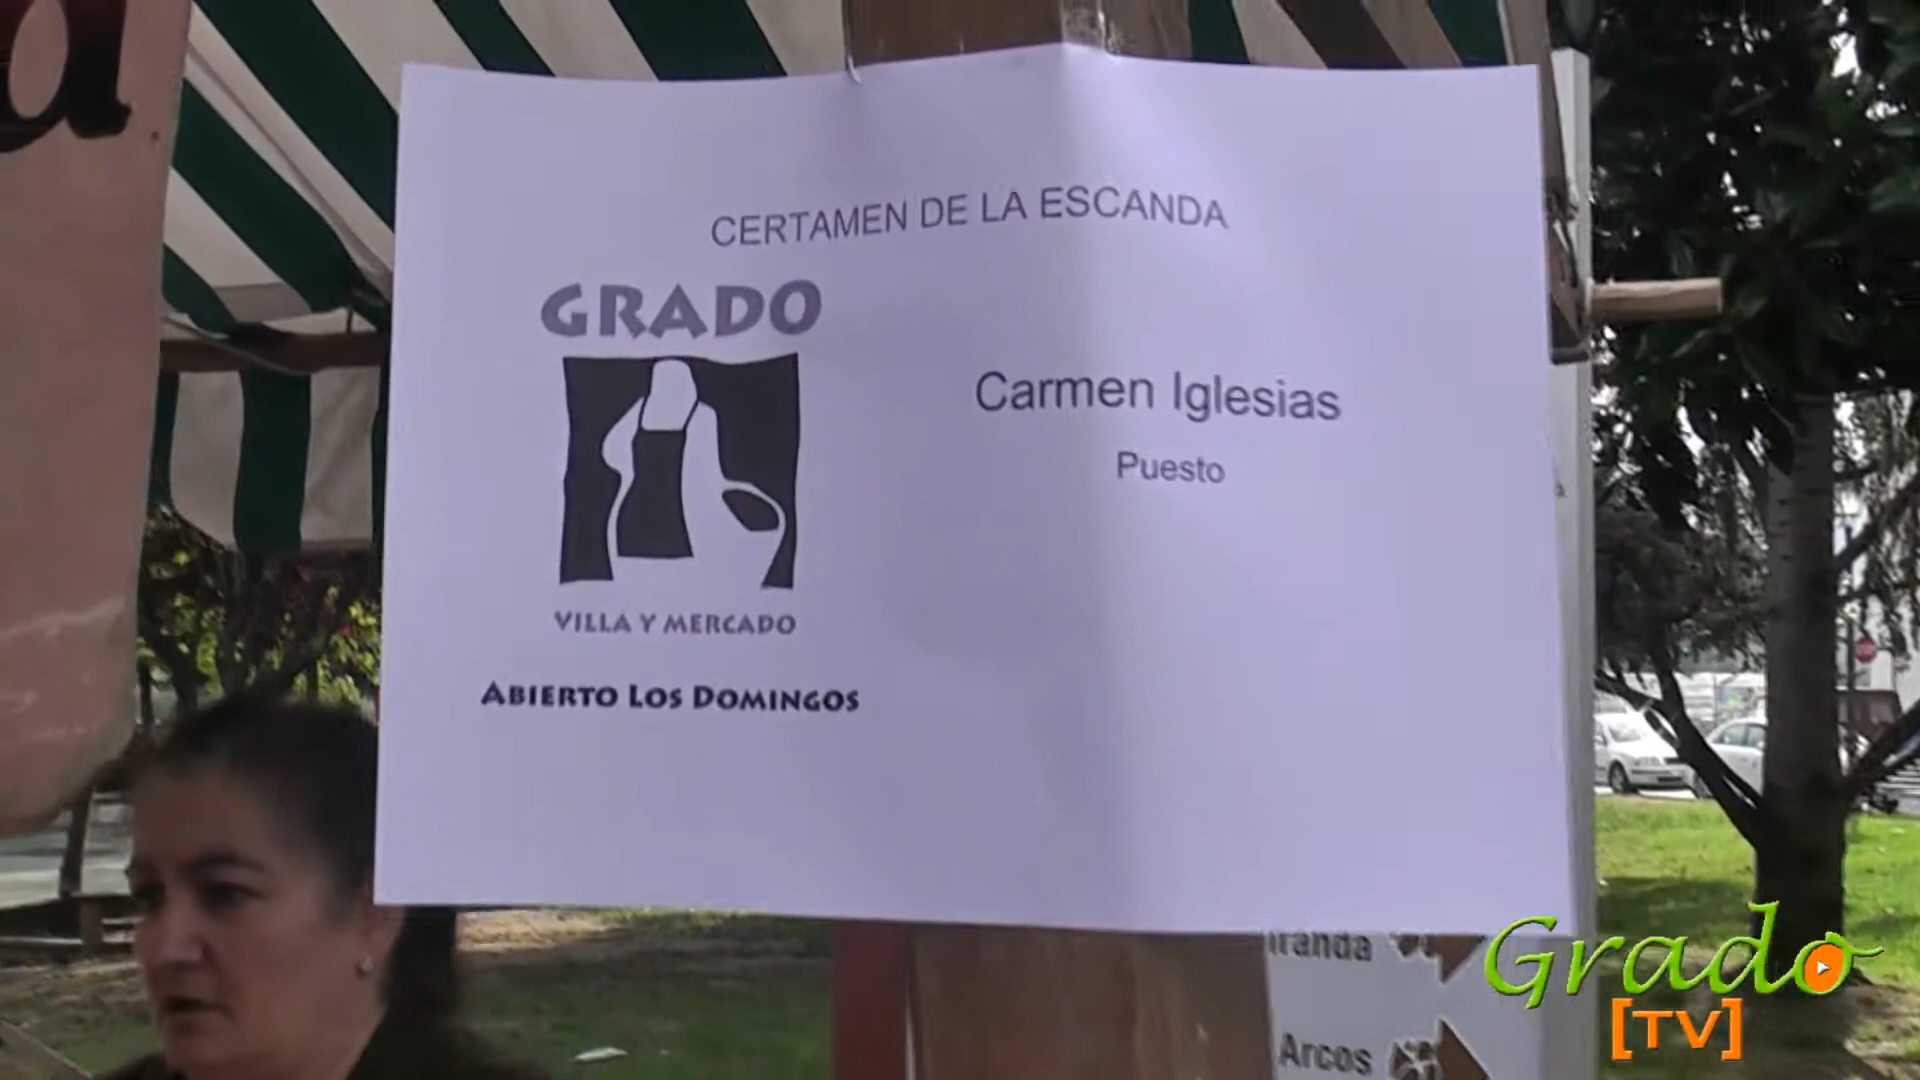 CERTAMEN DE LA ESCANDA
GRADO
Carmen Iglesias
Puesto
VILLA Y MERCADO
ABIERTO LOS DOMINGOS
Arcos
Grado
[TV]